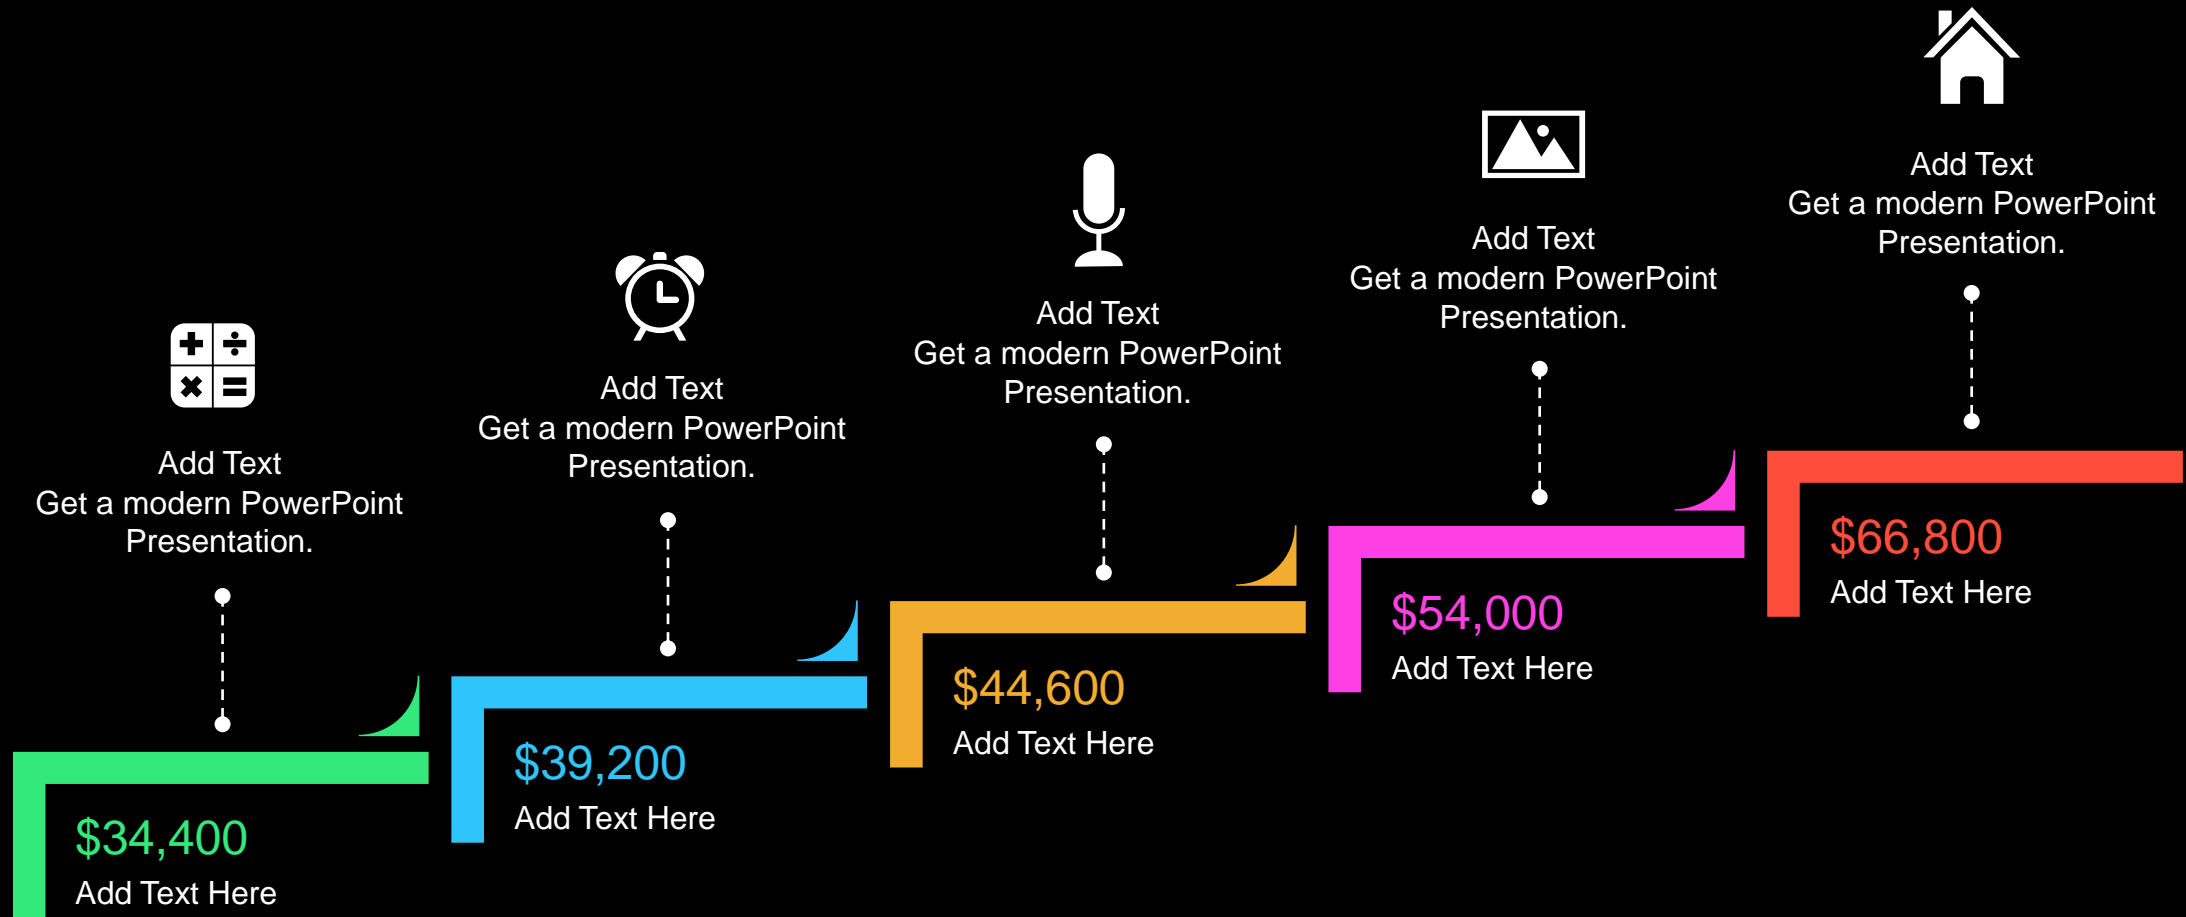 Add Text
Get a modern PowerPoint
Presentation.
$34,400
Add Text Here
Add Text
Get a modern PowerPoint
Presentation.
$39,200
Add Text Here
Add Text
Get a modern PowerPoint
Presentation.
$44,600
Add Text Here
Add Text
Get a modern PowerPoint
Presentation.
$54,000
Add Text Here
Add Text
Get a modern PowerPoint
Presentation.
$66,800
Add Text Here